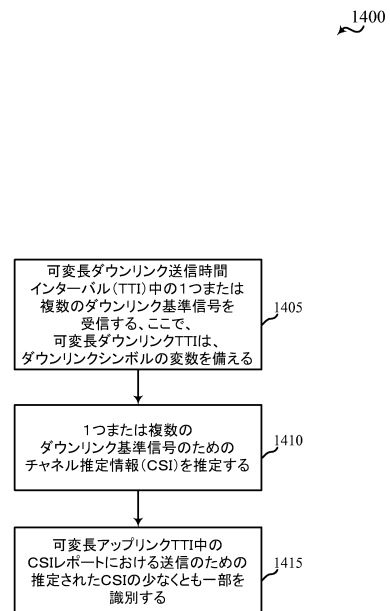 1400
可変長ダウンリンク送信時間
インターバル(TTI)中の1つまたは
複数のダウンリンク基準信号を
受信する、ここで、
可変長ダウンリンクTTIは、
ダウンリンクシンボルの変数を備える
1405
1つまたは複数の
ダウンリンク基準信号のための
チャネル推定情報(CSI)を推定する
1410
可変長アップリンクTTI中の
CSIレポートにおける送信のための
推定されたCSIの少なくとも一部を
識別する
1415